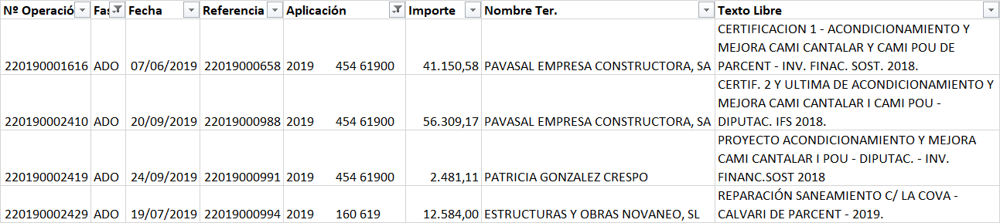 Nº Operació Fas Fecha Referencia Aplicación Importe Nombre Ter. Texto Libre
CERTIFICACION 1 - ACONDICIONAMIENTO Y
MEJORA CAMI CANTALAR Y CAMI POU DE
220190001616 ADO 07/06/2019 22019000658 2019 454 61900 41.150,58 PAVASAL EMPRESA CONSTRUCTORA, SA PARCENT - INV. FINAC. SOST. 2018.
CERTIF. 2 Y ULTIMA DE ACONDICIONAMIENTO Y
MEJORA CAMI CANTALAR I CAMI POU -
220190002410 ADO 20/09/2019 22019000988 2019 454 61900 56.309,17 PAVASAL EMPRESA CONSTRUCTORA, SA DIPUTAC. IFS 2018.
PROYECTO ACONDICIONAMIENTO Y MEJORA
CAMI CANTALAR I POU - DIPUTAC. - INV.
220190002419 ADO 24/09/2019 22019000991 2019 454 61900 2.481,11 PATRICIA GONZALEZ CRESPO FINANC.SOST 2018
REPARACIÓN SANEAMIENTO C/ LA COVA -
220190002429 ADO 19/07/2019 22019000994 2019 160 619 12.584,00 ESTRUCTURAS Y OBRAS NOVANEO, SL CALVARI DE PARCENT - 2019.